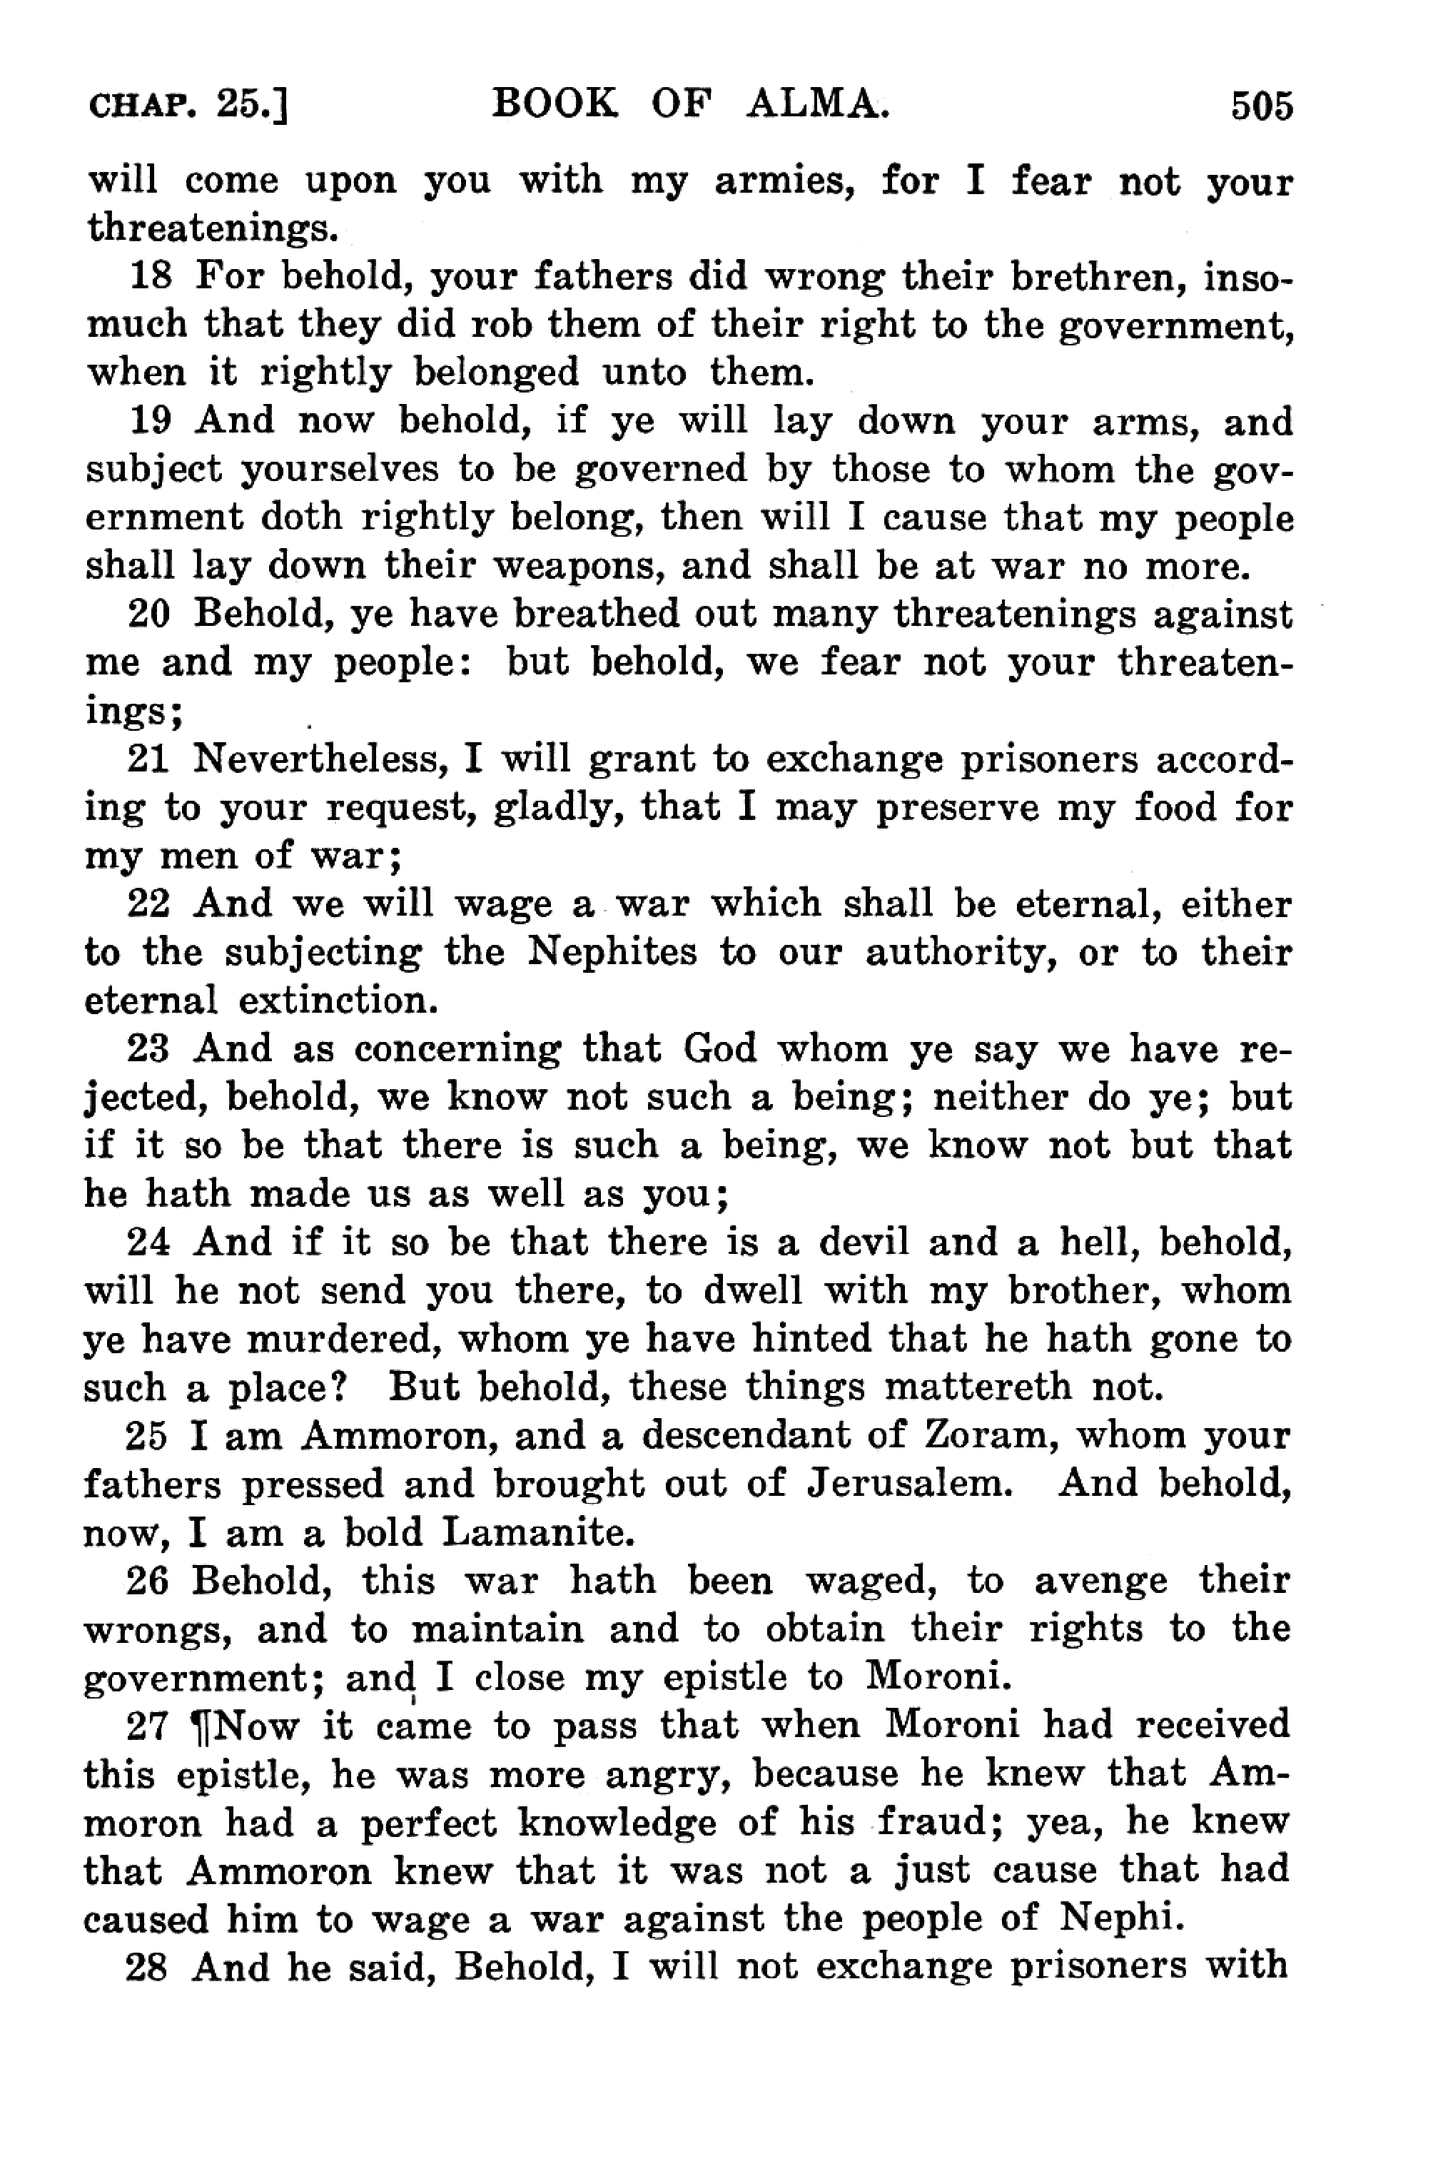 CHAP. 25.] BOOK OF ALMA. 505
will come upon you with my armies, for I fear not your
threatenings.
18 For behold, your fathers did wrong their brethren, inso-
much that they did rob them of their right to the government,
when it rightly belonged unto them.
19 And now behold, if ye will lay down your arms, and
subject yourselves to be governed by those to whom the gov-
ernment doth rightly belong, then will I cause that my people
shall lay down their weapons, and shall be at war no more.
20 Behold, ye have breathed out many threatenings against
me and my people: but behold, we fear not your threaten-
ings;
21 Nevertheless, I will grant to exchange prisoners accord-
ing to your request, gladly, that I may preserve my food for
my men of war;
22 And we will wage a war which shall be eternal, either
to the subjecting the Nephites to our authority, or to their
eternal extinction.
23 And as concerning that God whom ye say we have re-
jected, behold, we know not such a being; neither do ye; but
if it so be that there is such a being, we know not but that
he hath made us as well as you;
24 And if it so be that there is a devil and a hell, behold,
will he not send you there, to dwell with my brother, whom
ye have murdered, whom ye have hinted that he hath gone to
such a place? But behold, these things mattereth not.
25 I am Ammoron, and a descendant of Zoram, whom your
fathers pressed and brought out of Jerusalem. And behold,
now, I am a bold Lamanite.
26 Behold, this war hath been waged, to avenge their
wrongs, and to maintain and to obtain their rights to the
government; and I close my epistle to Moroni.
27 ¶Now it came to pass that when Moroni had received
this epistle, he was more angry, because he knew that Am-
moron had a perfect knowledge of his fraud; yea, he knew
that Ammoron knew that it was not a just cause that had
caused him to wage a war against the people of Nephi.
28 And he said, Behold, I will not exchange prisoners with